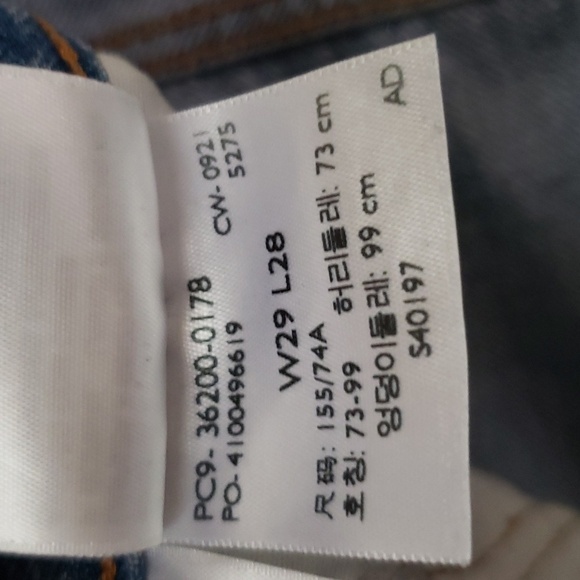 PC9- 36200-0178 CW- 0921
PO- 4100496619 5275
W29 L28
尺码: 155/74A
호칭: 73-99 허리둘레: 73 cm
엉덩이둘레: 99 cm
S40197 AD